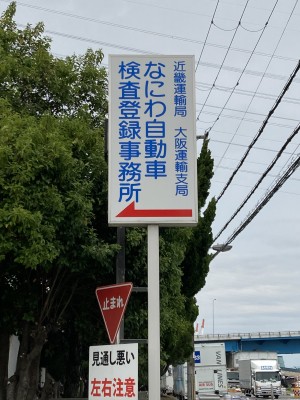 近畿運輸局 大阪運輸支局
なにわ自動車
検査登録事務所
止まれ
見通し悪い
左右注意